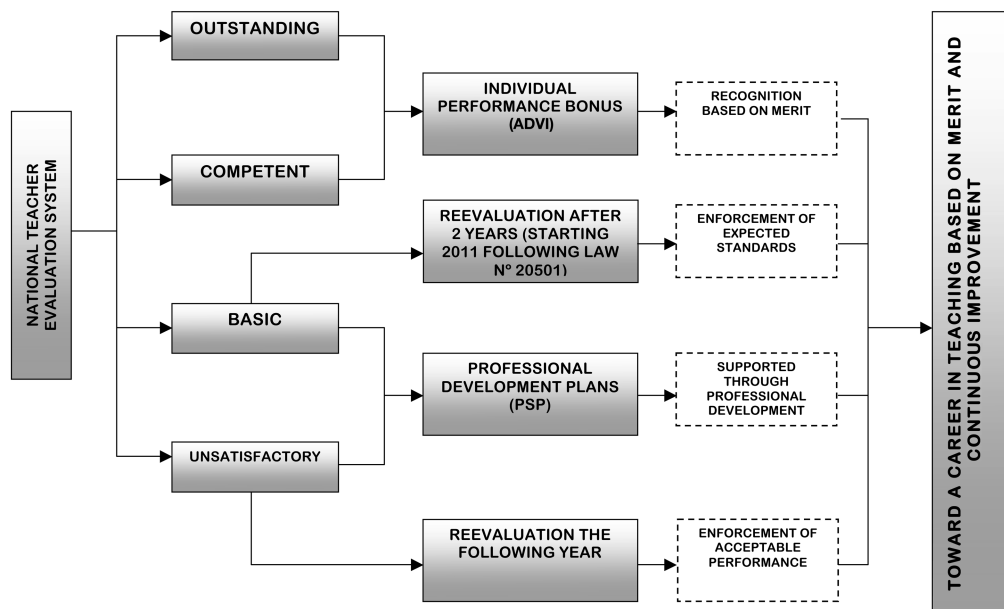 NATIONAL TEACHER
EVALUATION SYSTEM
OUTSTANDING
COMPETENT
BASIC
UNSATISFACTORY
INDIVIDUAL
PERFORMANCE BONUS
(ADVI)
REEVALUATION AFTER
2 YEARS (STARTING
2011 FOLLOWING LAW
Nº 20501)
PROFESSIONAL
DEVELOPMENT PLANS
(PSP)
REEVALUATION THE
FOLLOWING YEAR
RECOGNITION
BASED ON MERIT
ENFORCEMENT OF
EXPECTED
STANDARDS
SUPPORTED
THROUGH
PROFESSIONAL
DEVELOPMENT
ENFORCEMENT OF
ACCEPTABLE
PERFORMANCE
TOWARD A CAREER IN TEACHING BASED ON MERIT AND
CONTINUOUS IMPROVEMENT